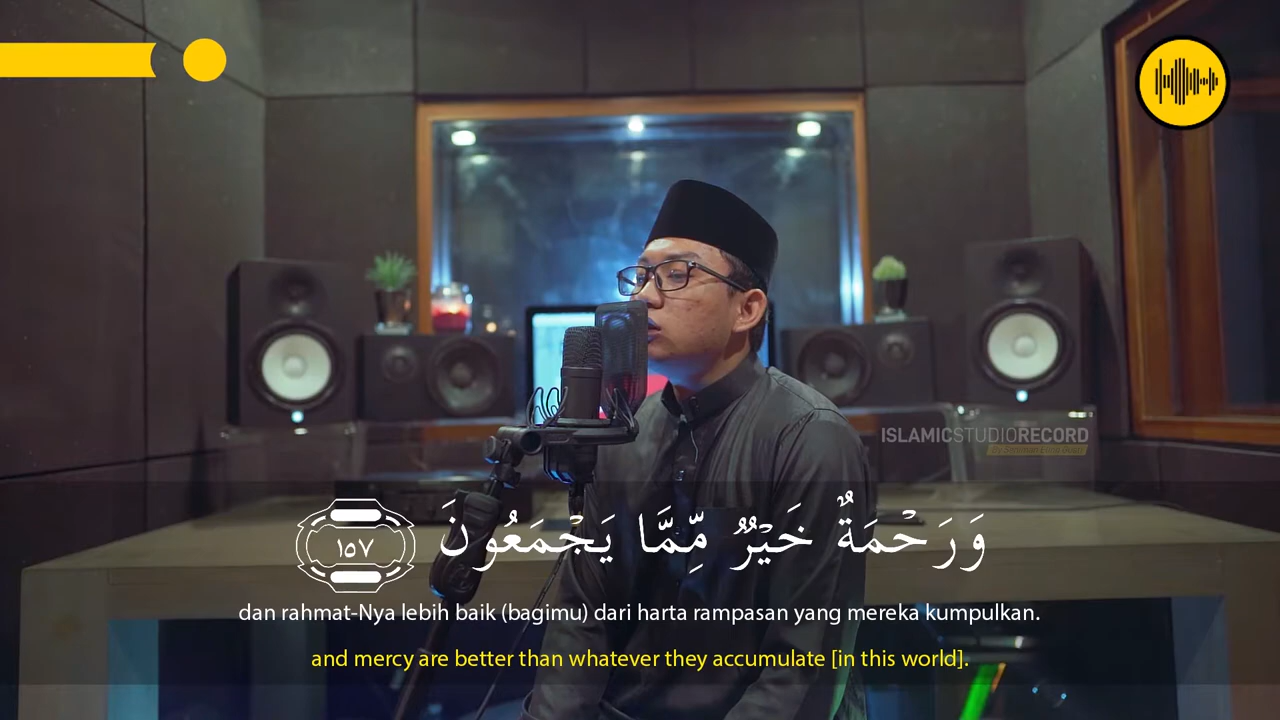 ISLAMICSTUDIORECORD
وَرَحْمَةٌ خَيْرٌ مِّمَّا يَجْمَعُونَ ١٥٧
dan rahmat-Nya lebih baik (bagimu) dari harta rampasan yang mereka kumpulkan.
and mercy are better than whatever they accumulate [in this world].